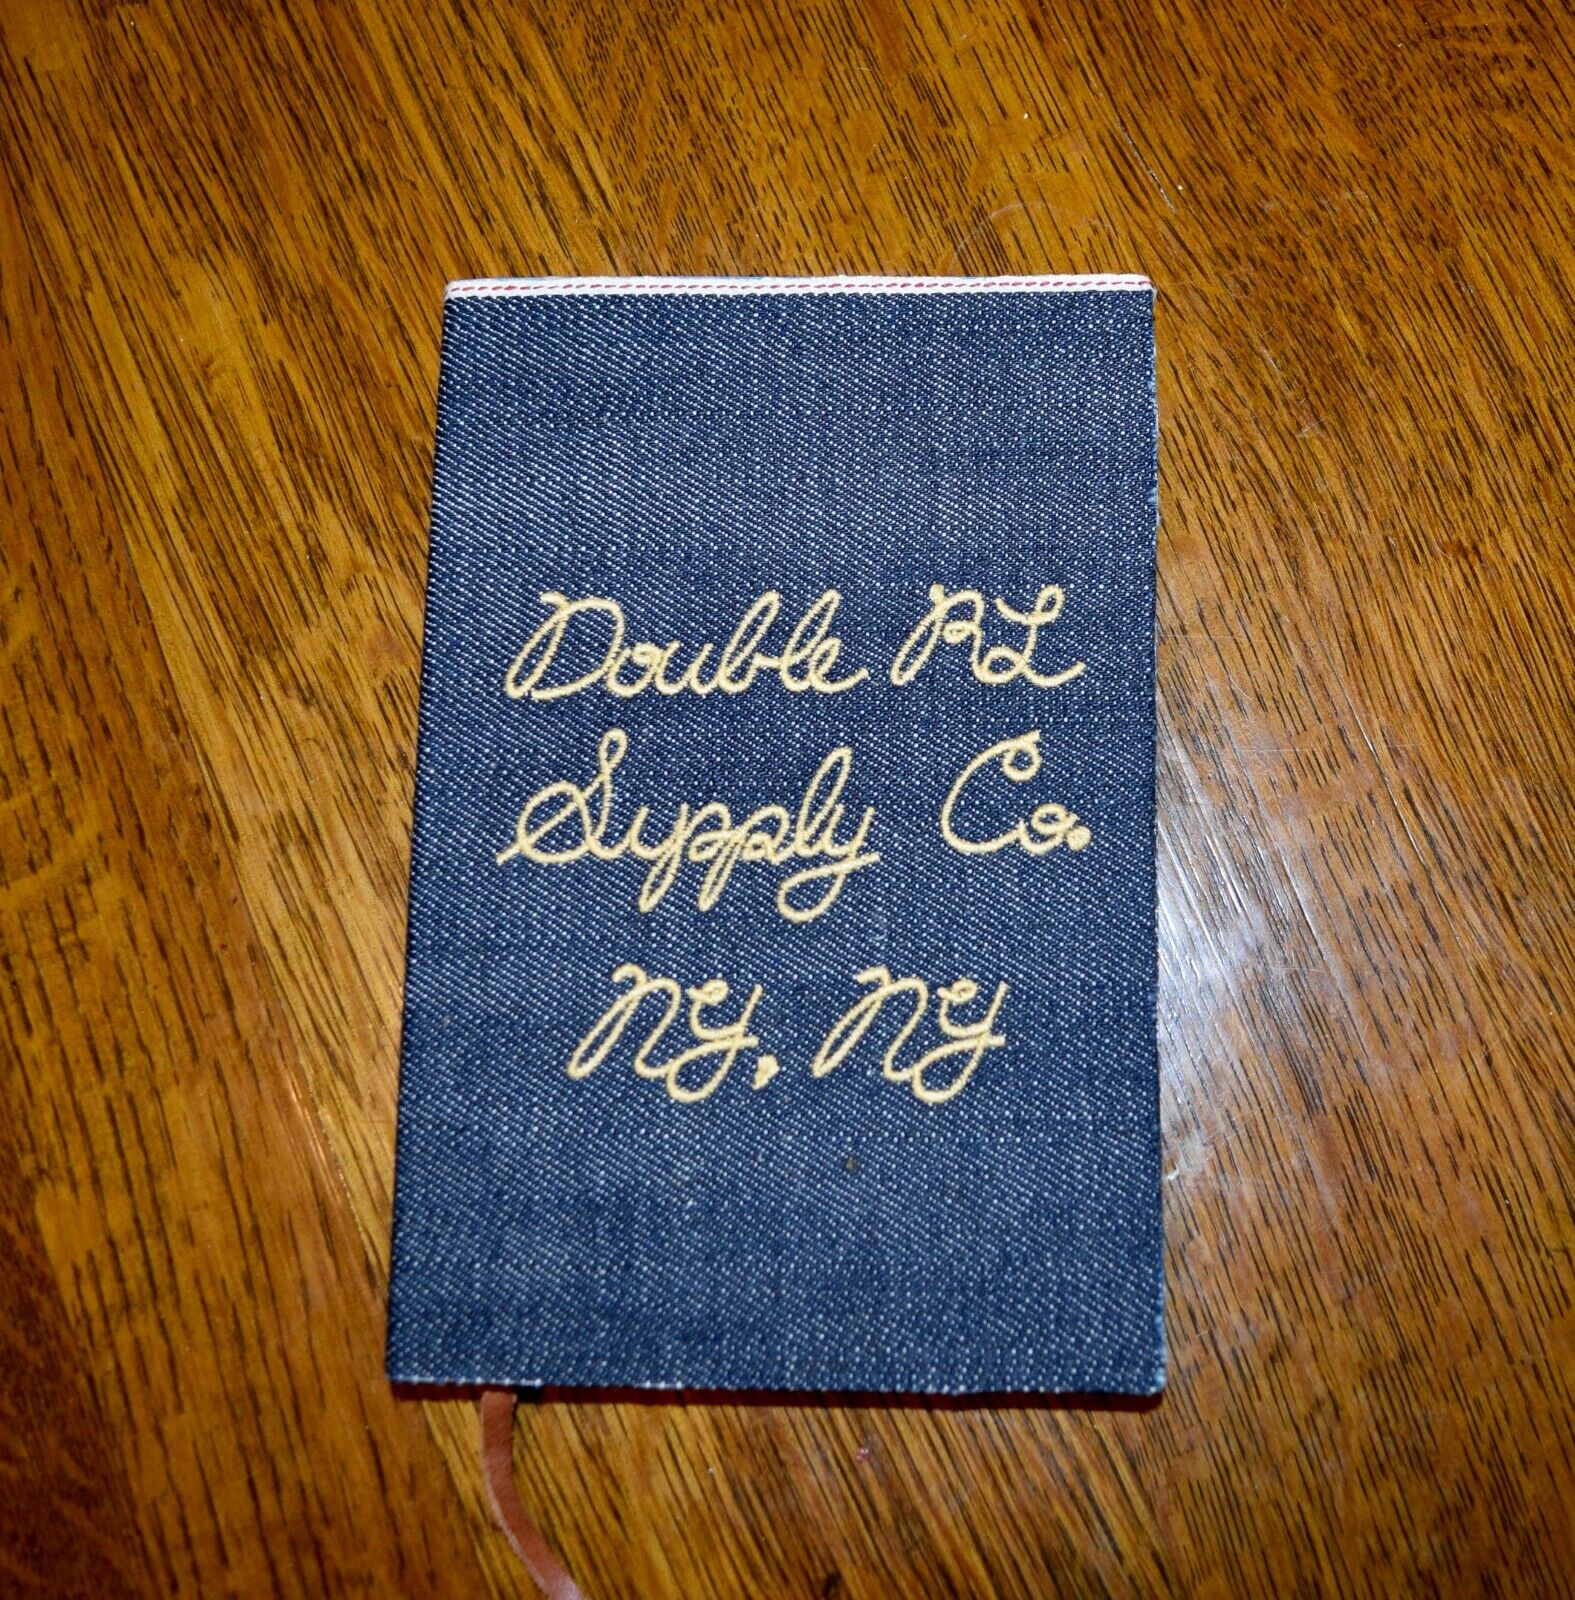 Double RL
Supply Co.
NY, NY